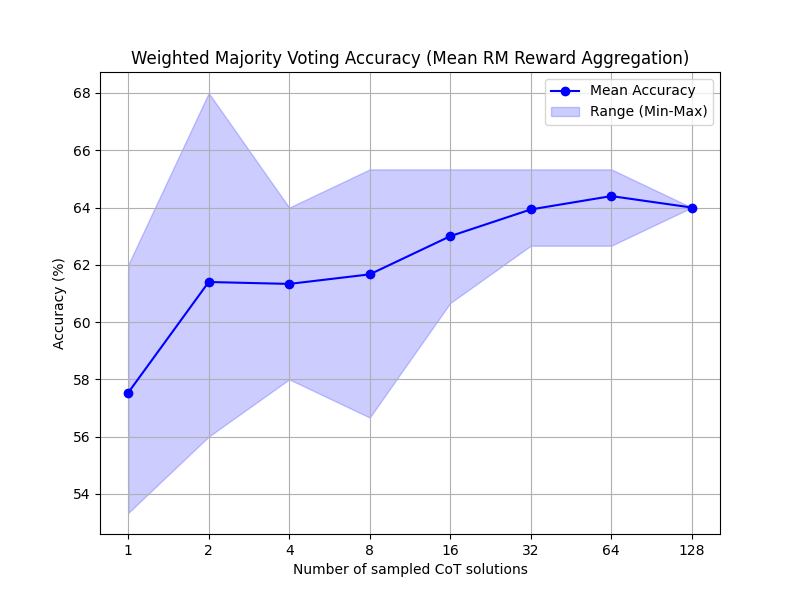 Weighted Majority Voting Accuracy (Mean RM Reward Aggregation)
Mean Accuracy
Range (Min-Max)
Accuracy (%)
68
66
64
62
60
58
56
54
1 2 4 8 16 32 64 128
Number of sampled CoT solutions